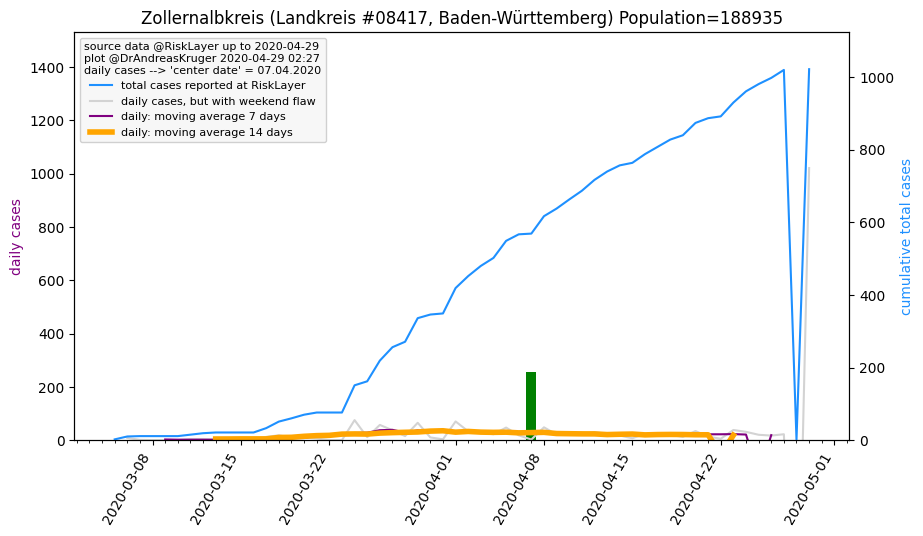 Zollernalbkreis (Landkreis #08417, Baden-Württemberg) Population=188935
source data @RiskLayer up to 2020-04-29
plot @DrAndreasKruger 2020-04-29 02:27
daily cases --> 'center date' = 07.04.2020
total cases reported at RiskLayer
daily cases, but with weekend flaw
daily: moving average 7 days
daily: moving average 14 days
daily cases
1400
1200
1000
800
600
400
200
0
1000
800
600
400
200
0
cumulative total cases
2020-03-08
2020-03-15
2020-03-22
2020-04-01
2020-04-08
2020-04-15
2020-04-22
2020-05-01